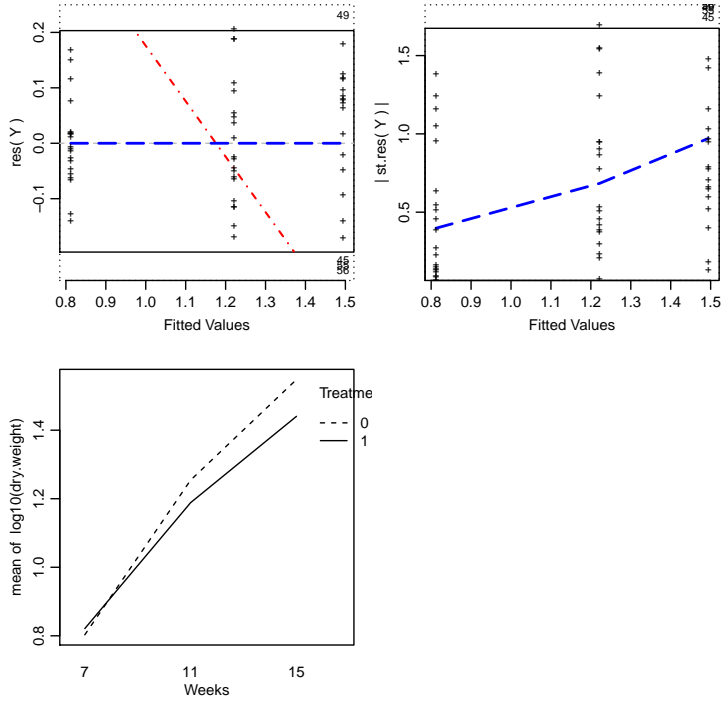 49
res( Y )
−0.1 0.0 0.1 0.2
45
56
0.8 0.9 1.0 1.1 1.2 1.3 1.4 1.5
Fitted Values
45
| st.res( Y ) |
0.5 1.0 1.5
0.8 0.9 1.0 1.1 1.2 1.3 1.4 1.5
Fitted Values
mean of log10(dry.weight)
0.8 1.0 1.2 1.4
Treatme
0
1
7 11 15
Weeks